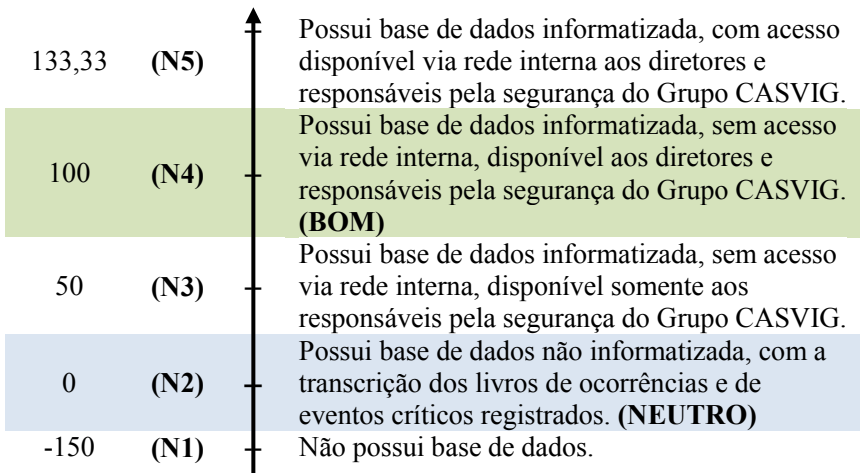 Possui base de dados informatizada, com acesso
133,33 (N5) disponível via rede interna aos diretores e
responsáveis pela segurança do Grupo CASVIG.
Possui base de dados informatizada, sem acesso
via rede interna, disponível aos diretores e
100 (N4) responsáveis pela segurança do Grupo CASVIG.
(BOM)
Possui base de dados informatizada, sem acesso
50 (N3) via rede interna, disponível somente aos
responsáveis pela segurança do Grupo CASVIG.
Possui base de dados não informatizada, com a
0 (N2) transcrição dos livros de ocorrências e de
eventos críticos registrados. (NEUTRO)
-150 (N1) Não possui base de dados.